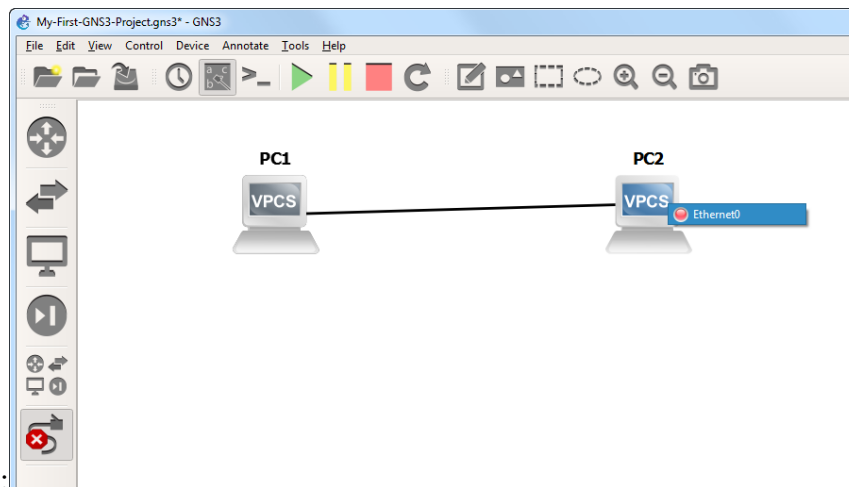 My-First-GNS3-Project.gns3* - GNS3
File Edit View Control Device Annotate Tools Help
PC1 PC2
VPCS VPCS
Ethernet0